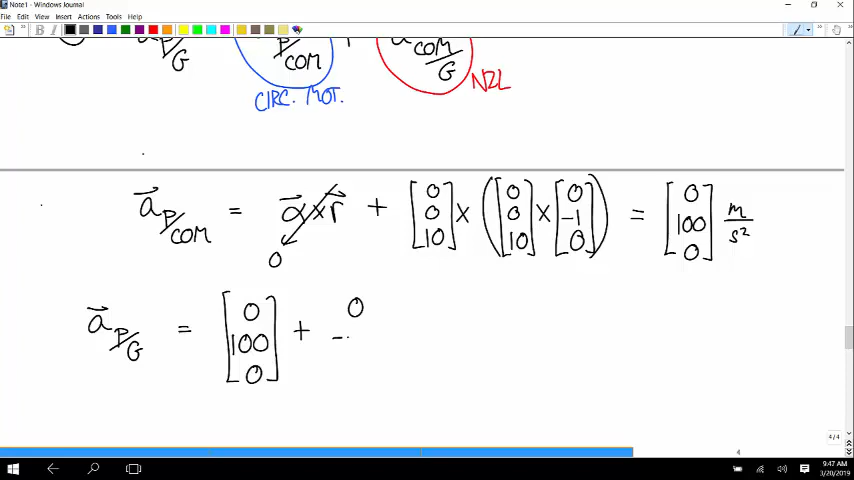 Note1 - Windows Journal
File Edit View Insert Actions Tools Help
B I
a P/G P/COM + a COM/G
CIRC. MOT. N2L
a⃗ P/COM = α⃗ × r⃗ + [0 0 10] × ([0 0 10] × [0 -1 0]) = [0 100 0] m/s²
0
a⃗ P/G = [0 100 0] + 0 -
4/4
9:47 AM
3/20/2019